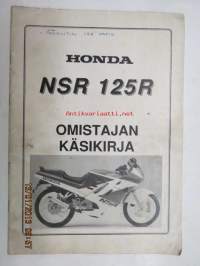 HONDA
NSR 125R
OMISTAJAN
KÄSIKIRJA
Antikvariaatti.net